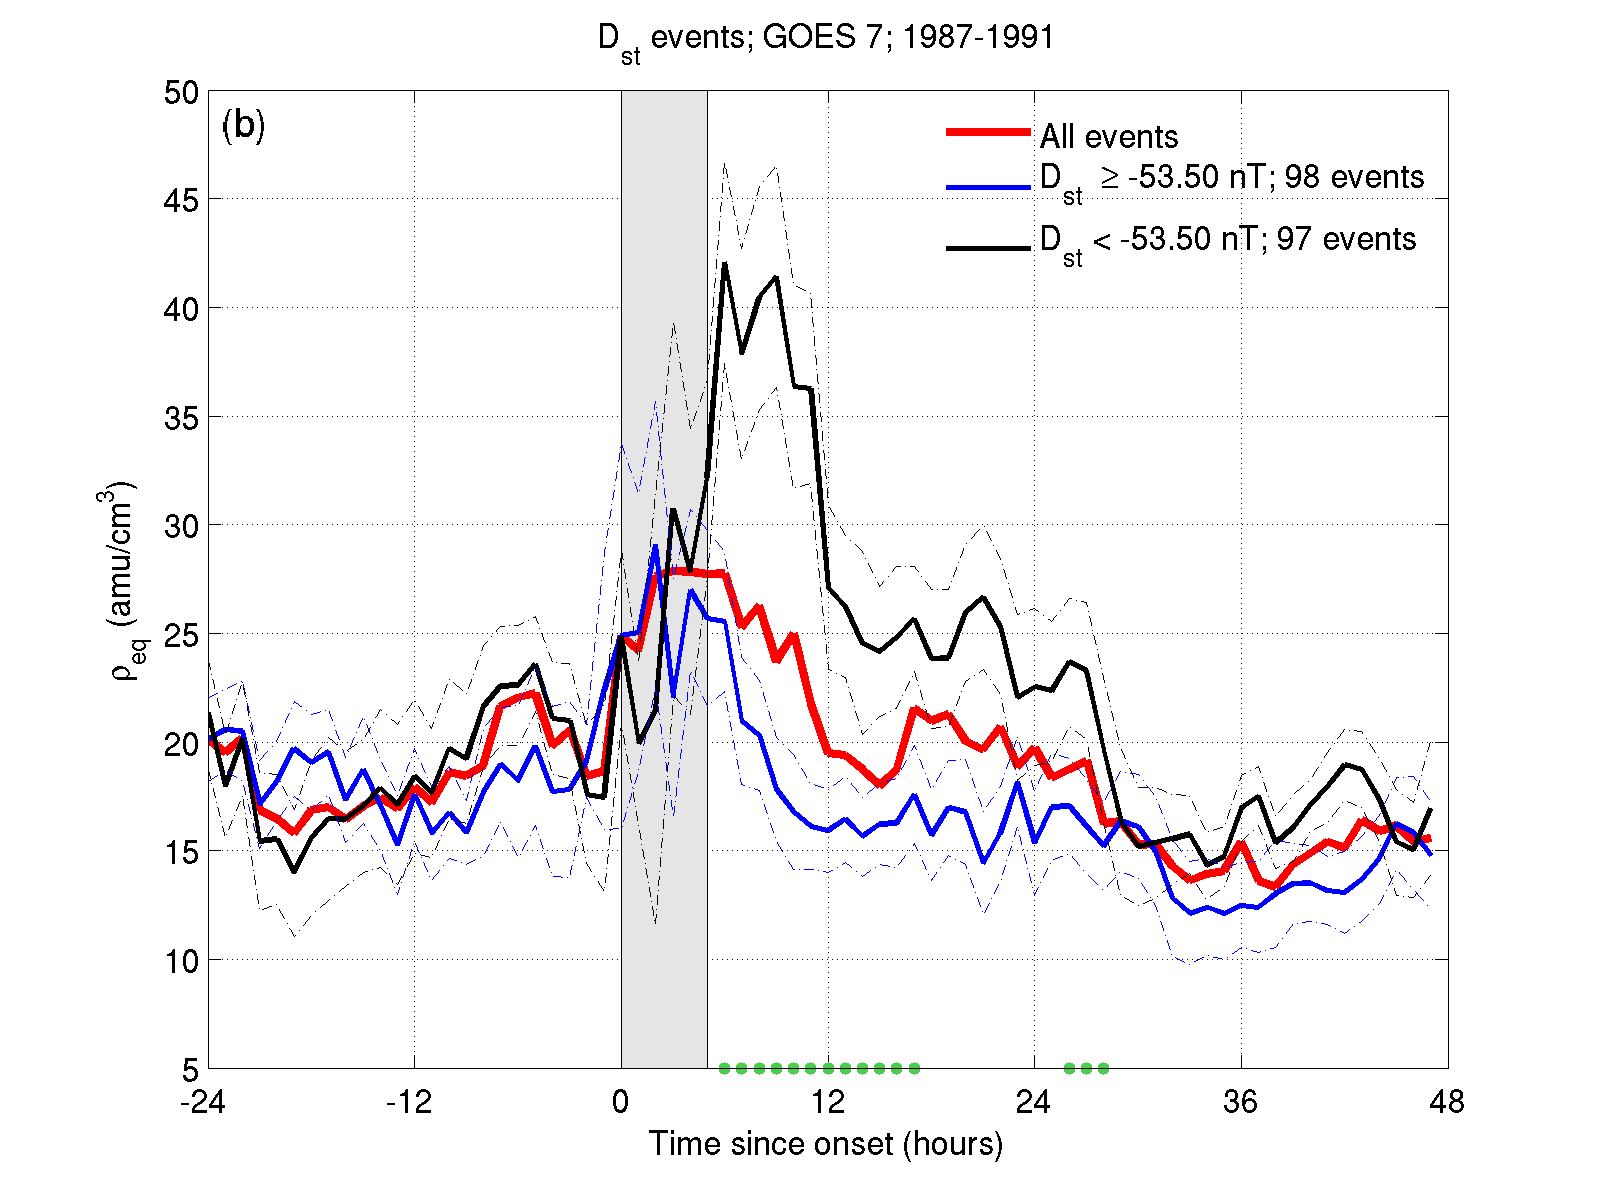 Dst events; GOES 7; 1987-1991
(b)
All events
Dst ≥ -53.50 nT; 98 events
Dst < -53.50 nT; 97 events
50
45
40
35
30
25
20
15
10
5
ρeq (amu/cm3)
-24 -12 0 12 24 36 48
Time since onset (hours)